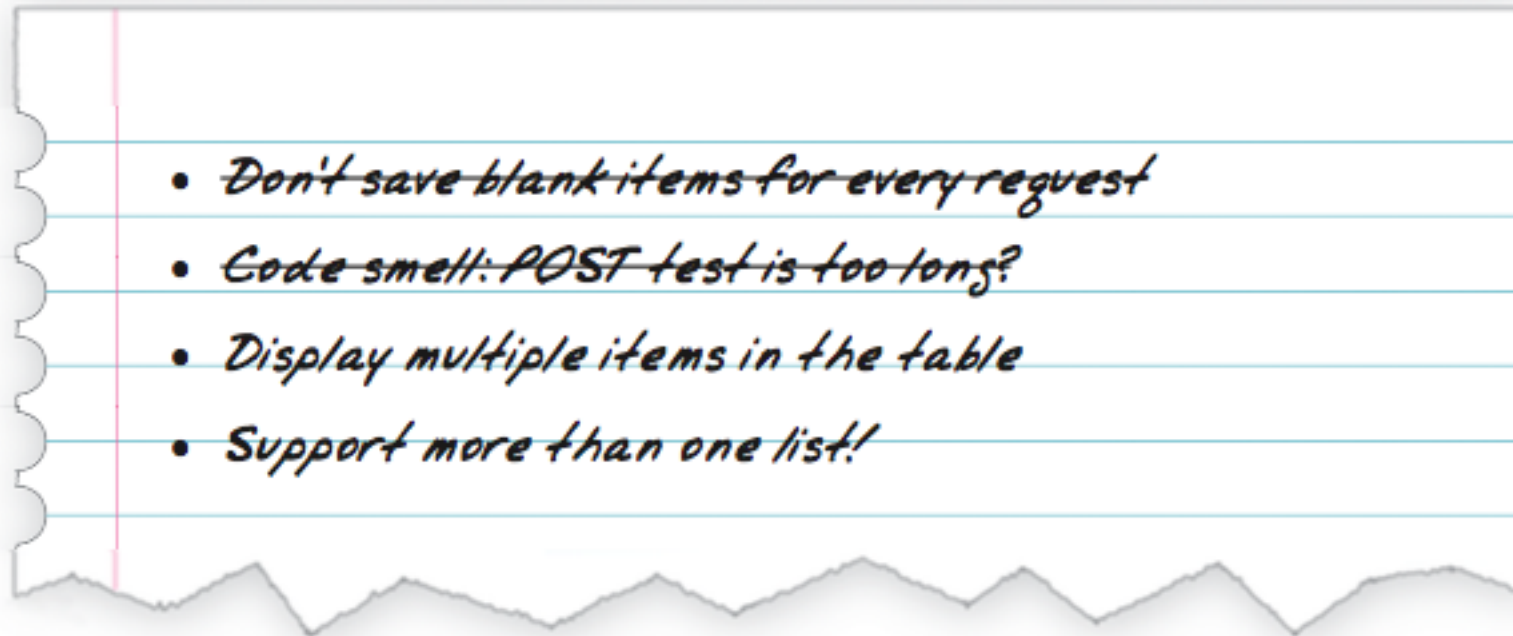 • Don't save blank items for every request
• Code smell: POST test is too long?
• Display multiple items in the table
• Support more than one list!